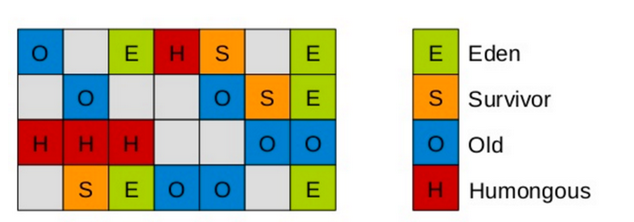 O E H S E
O O S E
H H H O O
S E O O E
E Eden
S Survivor
O Old
H Humongous